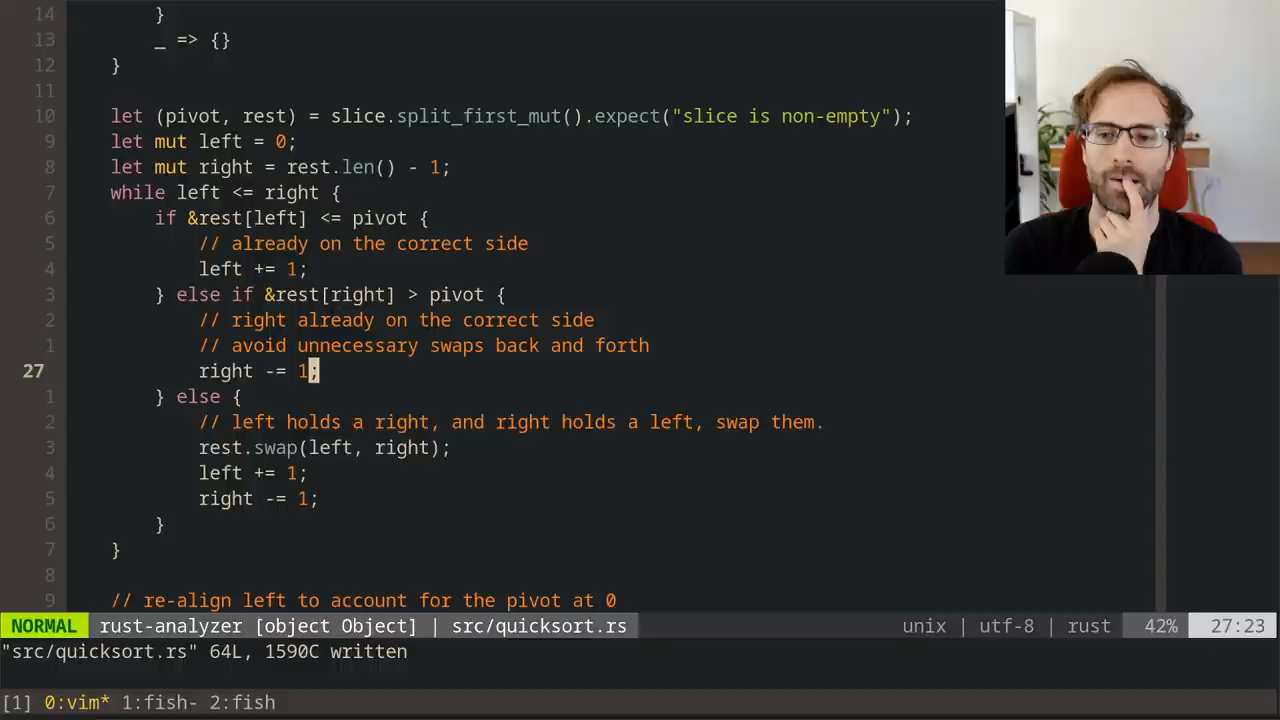 14 }
13 _ => {}
12 }
11
10 let (pivot, rest) = slice.split_first_mut().expect("slice is non-empty");
9 let mut left = 0;
8 let mut right = rest.len() - 1;
7 while left <= right {
6 if &rest[left] <= pivot {
5 // already on the correct side
4 left += 1;
3 } else if &rest[right] > pivot {
2 // right already on the correct side
1 // avoid unnecessary swaps back and forth
27 right -= 1;
1 } else {
2 // left holds a right, and right holds a left, swap them.
3 rest.swap(left, right);
4 left += 1;
5 right -= 1;
6 }
7 }
8
9 // re-align left to account for the pivot at 0
NORMAL rust-analyzer [object Object] | src/quicksort.rs unix | utf-8 | rust 42% 27:23
"src/quicksort.rs" 64L, 1590C written
[1] 0:vim* 1:fish- 2:fish